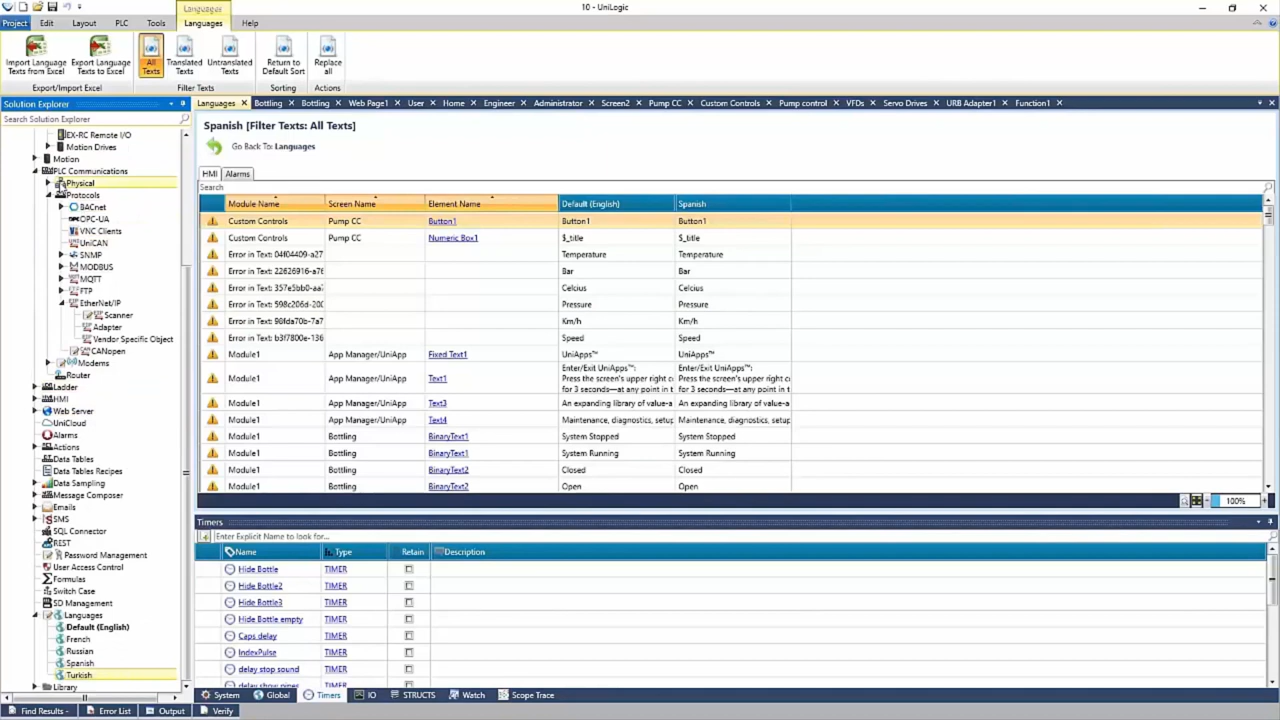 Languages
10 - UniLogic
Project Edit Layout PLC Tools Languages Help
Import Language Texts from Excel
Export Language Texts to Excel
All Texts
Translated Texts
Untranslated Texts
Return to Default Sort
Replace all
Export/Import Excel
Filter Texts
Sorting
Actions
Solution Explorer
Search Solution Explorer
EX-RC Remote I/O
Motion Drives
Motion
PLC Communications
Physical
Protocols
BACnet
OPC-UA
VNC Clients
UniCAN
SNMP
MODBUS
MQTT
FTP
EtherNet/IP
Scanner
Adapter
Vendor Specific Object
CANopen
Modems
Router
Ladder
HMI
Web Server
UniCloud
Alarms
Actions
Data Tables
Data Tables Recipes
Data Sampling
Message Composer
Emails
SMS
SQL Connector
REST
Password Management
User Access Control
Formulas
Switch Case
SD Management
Languages
Default (English)
French
Russian
Spanish
Turkish
Library
Languages Bottling Bottling Web Page1 User Home Engineer Administrator Screen2 Pump CC Custom Controls Pump control VFDs Servo Drives URB Adapter1 Function1
Spanish [Filter Texts: All Texts]
Go Back To: Languages
HMI Alarms
Search
Module Name Screen Name Element Name Default (English) Spanish
Custom Controls Pump CC Button1 Button1 Button1
Custom Controls Pump CC Numeric Box1 $_title $_title
Error in Text: 04f04409-a27 Temperature Temperature
Error in Text: 22626916-a76 Bar Bar
Error in Text: 357e5bb0-aa7 Celcius Celcius
Error in Text: 598c206d-200 Pressure Pressure
Error in Text: 98fda70b-7a7 Km/h Km/h
Error in Text: b3f7800e-136 Speed Speed
Module1 App Manager/UniApp Fixed Text1 UniApps™ UniApps™
Enter/Exit UniApps™: Enter/Exit UniApps™:
Module1 App Manager/UniApp Text1 Press the screen's upper right c Press the screen's upper right c
for 3 seconds—at any point in t for 3 seconds—at any point in t
Module1 App Manager/UniApp Text3 An expanding library of value-a An expanding library of value-a
Module1 App Manager/UniApp Text4 Maintenance, diagnostics, setup Maintenance, diagnostics, setup
Module1 Bottling BinaryText1 System Stopped System Stopped
Module1 Bottling BinaryText1 System Running System Running
Module1 Bottling BinaryText2 Closed Closed
Module1 Bottling BinaryText2 Open Open
100%
Timers
Enter Explicit Name to look for...
Name Type Retain Description
Hide Bottle TIMER
Hide Bottle2 TIMER
Hide Bottle3 TIMER
Hide Bottle empty TIMER
Caps delay TIMER
IndexPulse TIMER
delay stop sound TIMER
delay show pipes TIMER
System Global Timers IO STRUCTS Watch Scope Trace
Find Results - Error List Output Verify